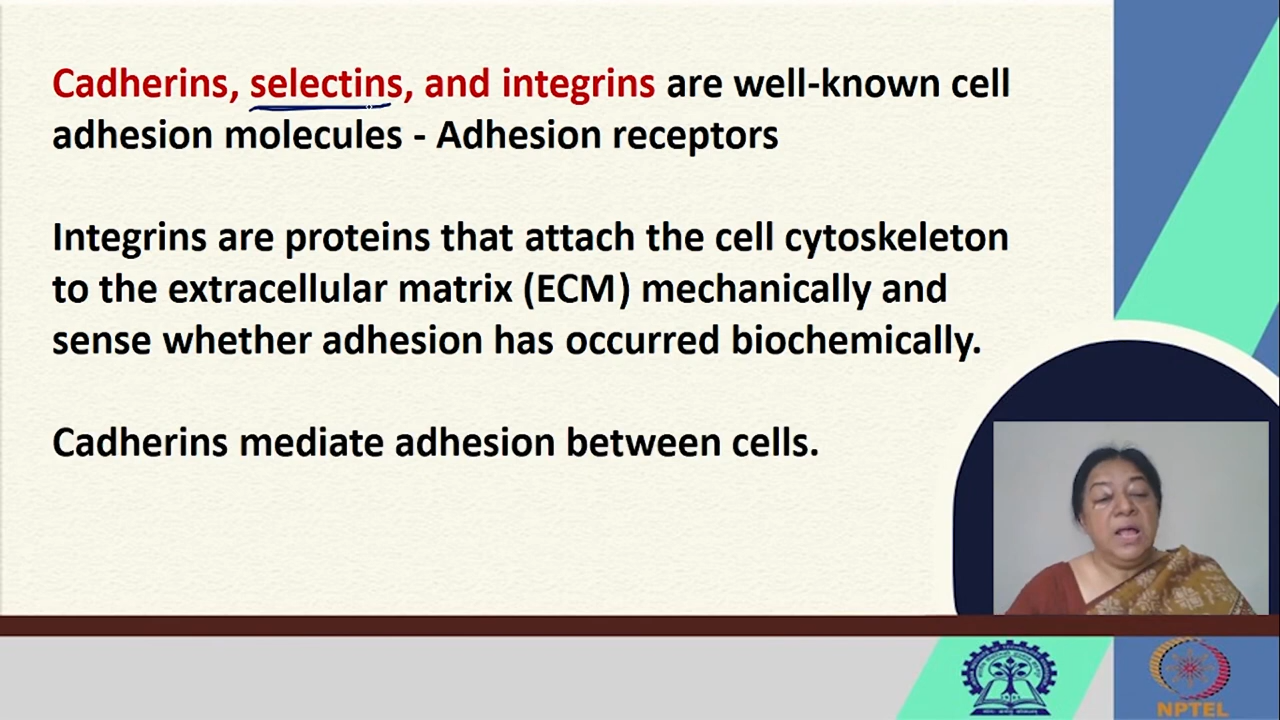 Cadherins, selectins, and integrins are well-known cell
adhesion molecules - Adhesion receptors
Integrins are proteins that attach the cell cytoskeleton
to the extracellular matrix (ECM) mechanically and
sense whether adhesion has occurred biochemically.
Cadherins mediate adhesion between cells.
NPTEL